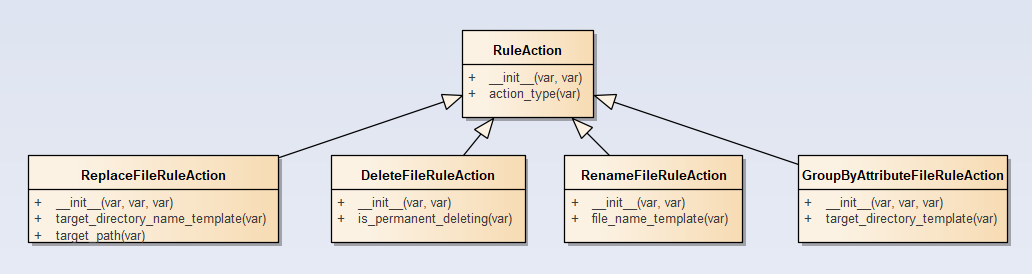 RuleAction
+ __init__(var, var)
+ action_type(var)
ReplaceFileRuleAction
+ __init__(var, var, var)
+ target_directory_name_template(var)
+ target_path(var)
DeleteFileRuleAction
+ __init__(var, var)
+ is_permanent_deleting(var)
RenameFileRuleAction
+ __init__(var, var, var)
+ file_name_template(var)
GroupByAttributeFileRuleAction
+ __init__(var, var, var)
+ target_directory_template(var)